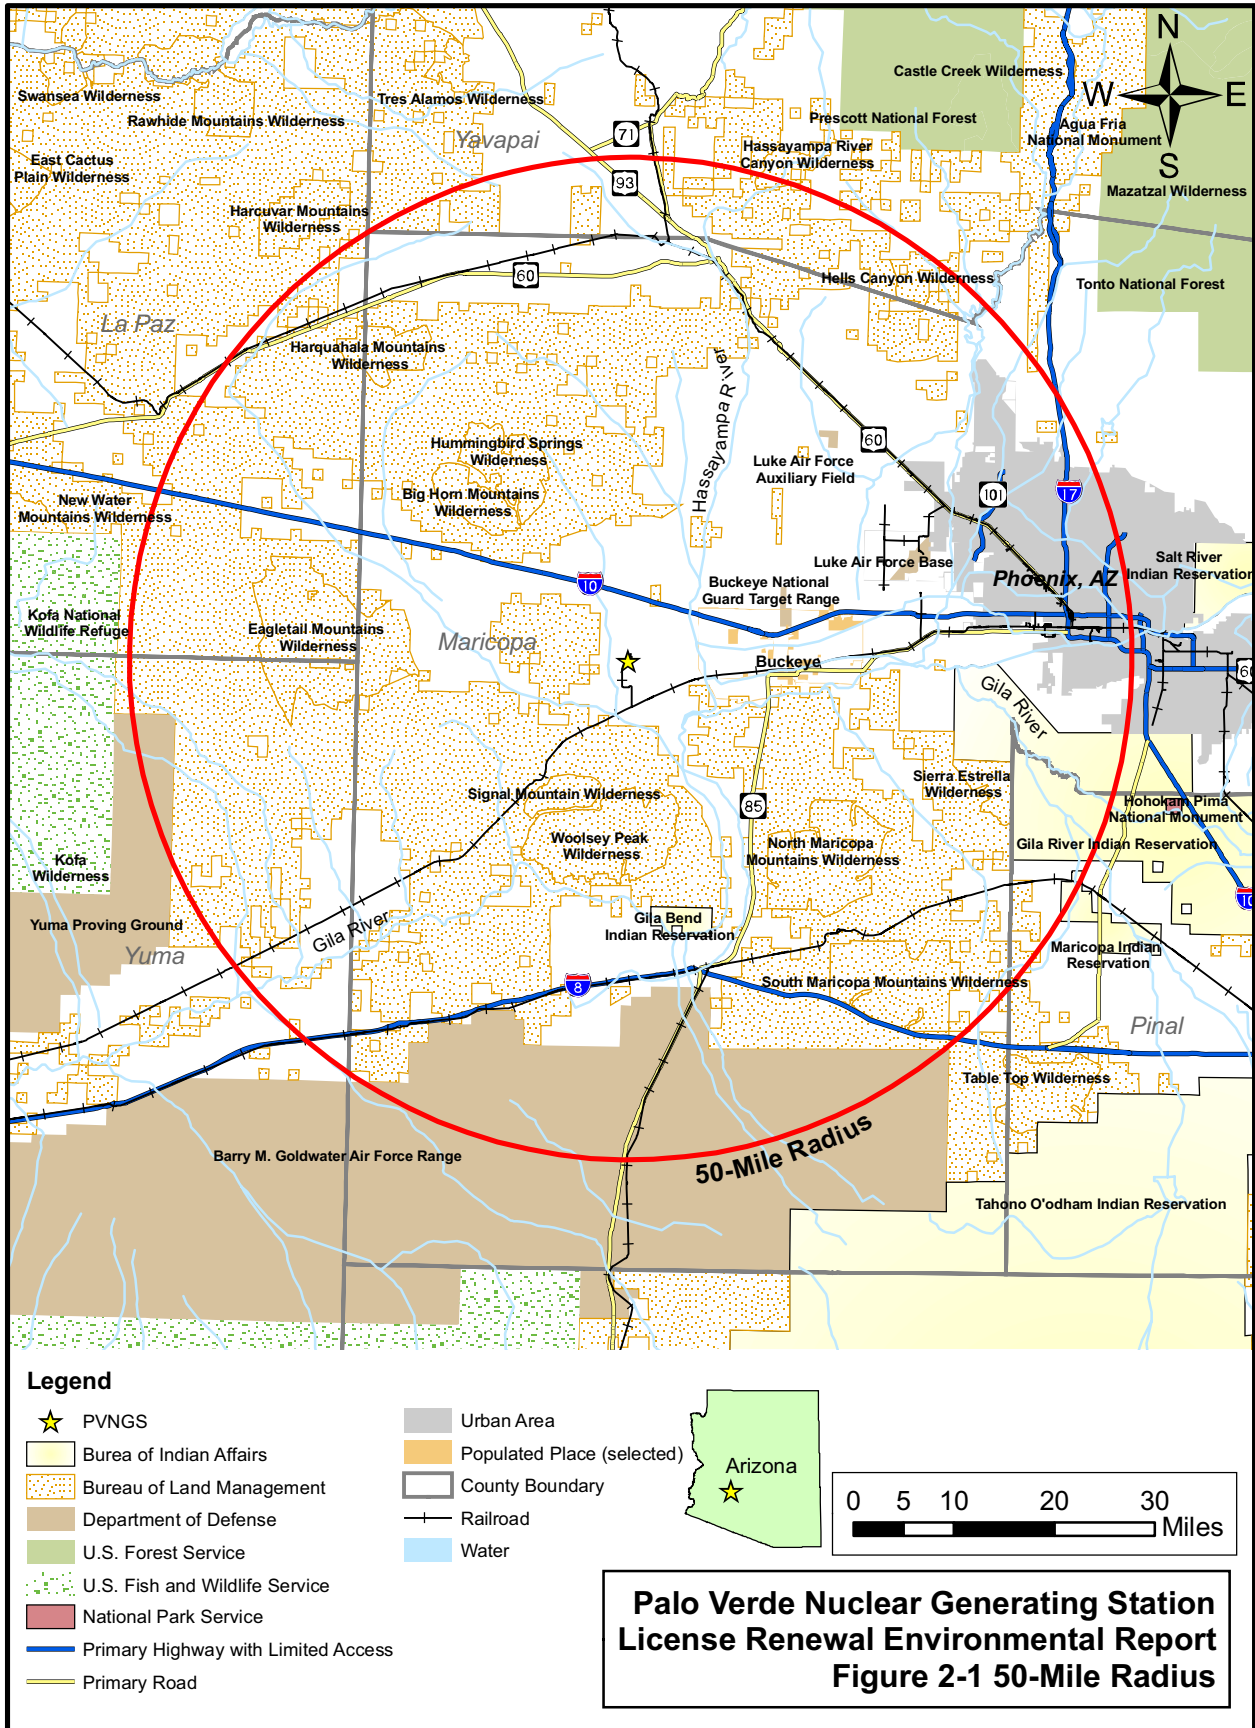 N
W E
S
Castle Creek Wilderness
Swansea Wilderness
Tres Alamos Wilderness
Rawhide Mountains Wilderness
Prescott National Forest
Agua Fria
National Monument
Yavapai
71
Hassayampa River
Canyon Wilderness
East Cactus
Plain Wilderness
93
Mazatzal Wilderness
Harcuvar Mountains
Wilderness
60
Hells Canyon Wilderness
Tonto National Forest
La Paz
Harquahala Mountains
Wilderness
Hassayampa River
60
Hummingbird Springs
Wilderness
Luke Air Force
Auxiliary Field
Big Horn Mountains
Wilderness
101
17
New Water
Mountains Wilderness
Luke Air Force Base
Salt River
Indian Reservation
Phoenix, AZ
10
Buckeye National
Guard Target Range
Kofa National
Wildlife Refuge
Eagletail Mountains
Wilderness
Maricopa
Buckeye
60
Gila River
Signal Mountain Wilderness
Sierra Estrella
Wilderness
85
Hohokam Pima
National Monument
Woolsey Peak
Wilderness
North Maricopa
Mountains Wilderness
Gila River Indian Reservation
Kofa
Wilderness
10
Yuma Proving Ground
Gila River
Gila Bend
Indian Reservation
Yuma
Maricopa Indian
Reservation
8
South Maricopa Mountains Wilderness
Pinal
Table Top Wilderness
50-Mile Radius
Barry M. Goldwater Air Force Range
Tahono O'odham Indian Reservation
Legend
PVNGS
Burea of Indian Affairs
Bureau of Land Management
Department of Defense
U.S. Forest Service
U.S. Fish and Wildlife Service
National Park Service
Primary Highway with Limited Access
Primary Road
Urban Area
Populated Place (selected)
County Boundary
Railroad
Water
Arizona
0 5 10 20 30
Miles
Palo Verde Nuclear Generating Station
License Renewal Environmental Report
Figure 2-1 50-Mile Radius